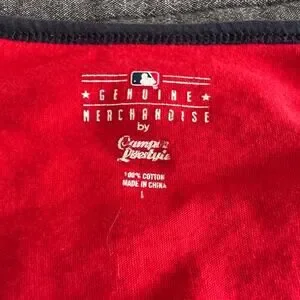 GENUINE
MERCHANDISE
by
Campus
Lifestyle
100% COTTON
MADE IN CHINA
L